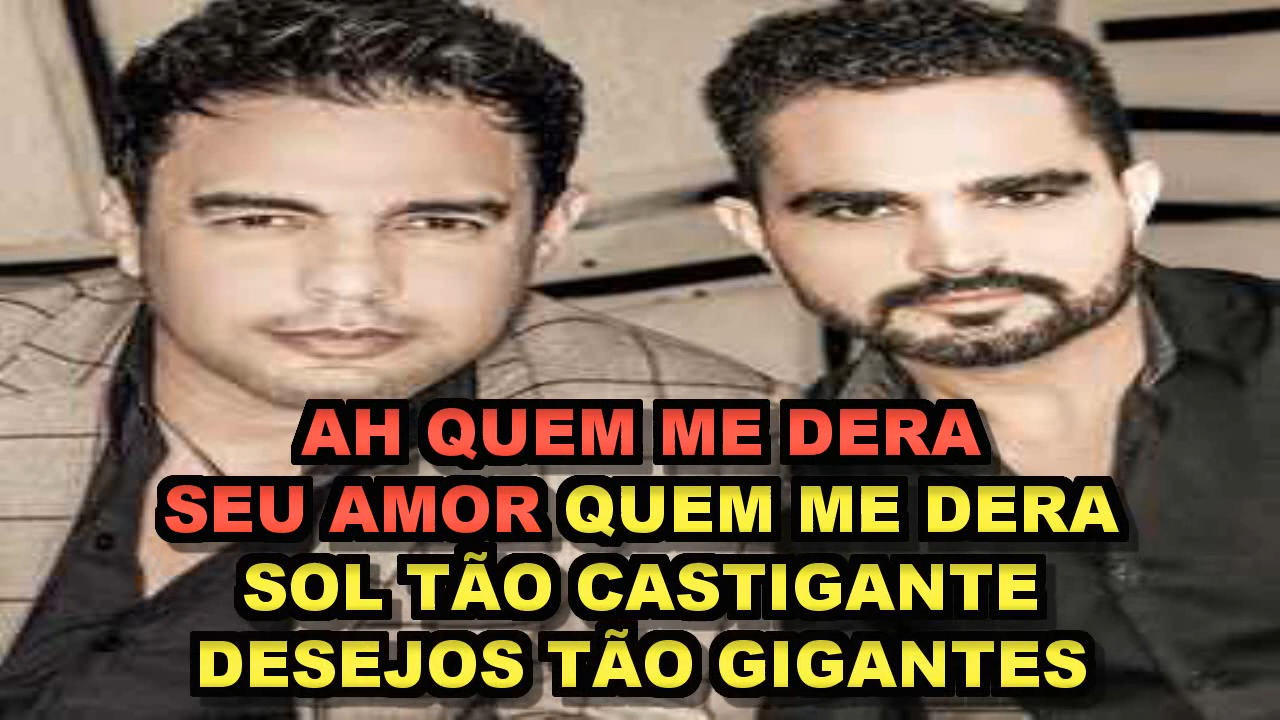 AH QUEM ME DERA
SEU AMOR QUEM ME DERA
SOL TÃO CASTIGANTE
DESEJOS TÃO GIGANTES